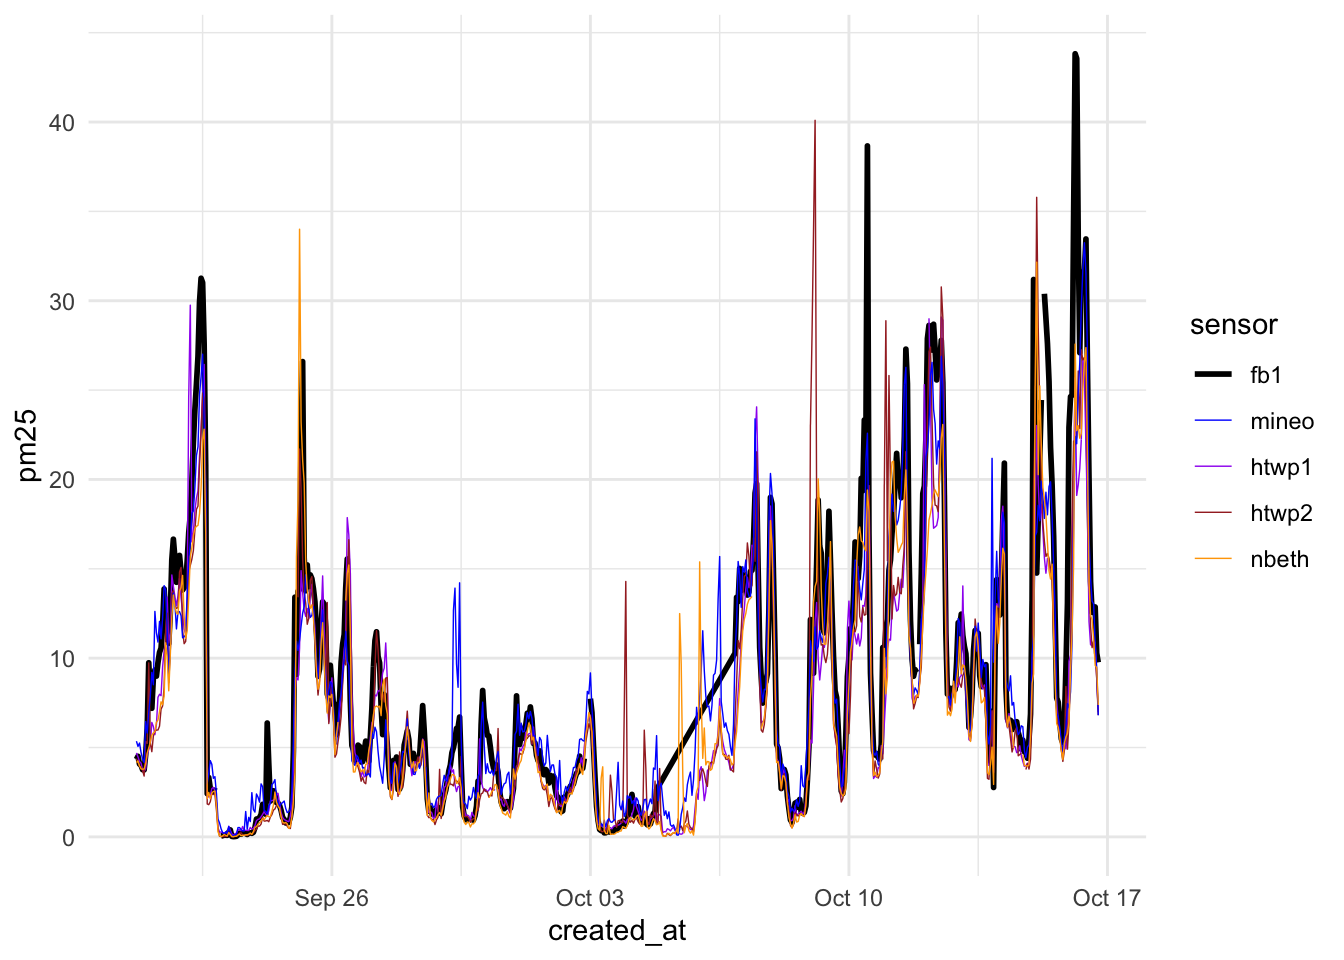 40
30
20
10
0
pm25
Sep 26
Oct 03
Oct 10
Oct 17
created_at
sensor
fb1
mineo
htwp1
htwp2
nbeth